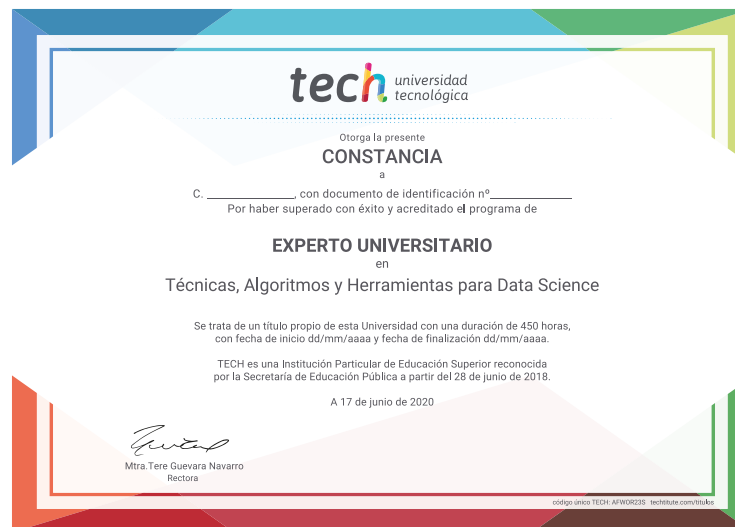 tech universidad
tecnológica
Otorga la presente
CONSTANCIA
a
C. ________________, con documento de identificación nº______________
Por haber superado con éxito y acreditado el programa de
EXPERTO UNIVERSITARIO
en
Técnicas, Algoritmos y Herramientas para Data Science
Se trata de un título propio de esta Universidad con una duración de 450 horas,
con fecha de inicio dd/mm/aaaa y fecha de finalización dd/mm/aaaa.
TECH es una Institución Particular de Educación Superior reconocida
por la Secretaría de Educación Pública a partir del 28 de junio de 2018.
A 17 de junio de 2020
Mtra.Tere Guevara Navarro
Rectora
código único TECH: AFWOR23S techtitute.com/titulos